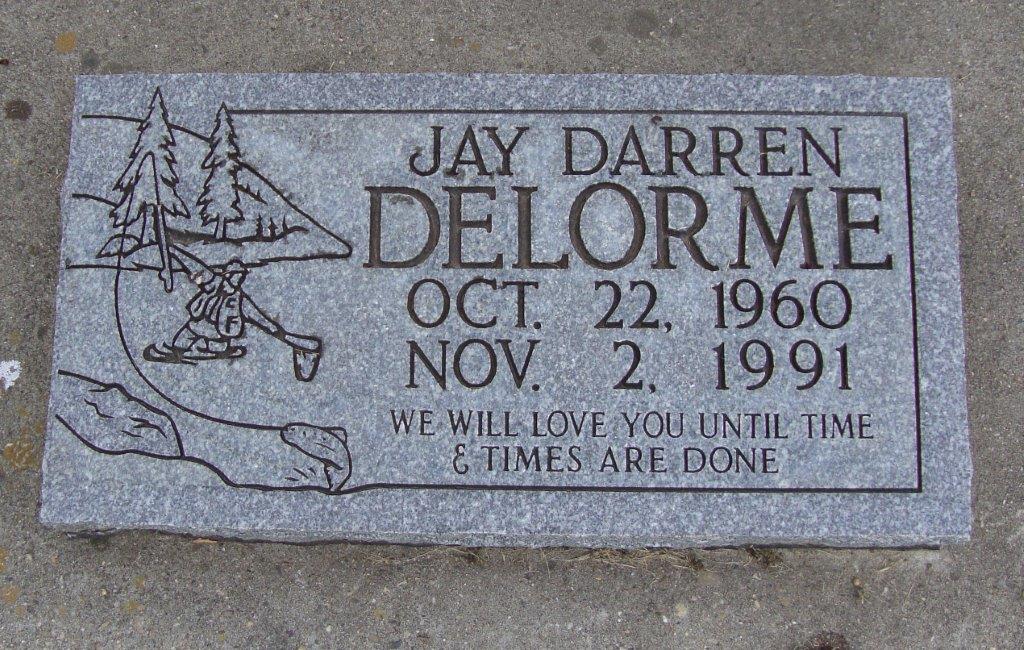 JAY DARREN
DELORME
OCT. 22, 1960
NOV. 2, 1991
WE WILL LOVE YOU UNTIL TIME
& TIMES ARE DONE